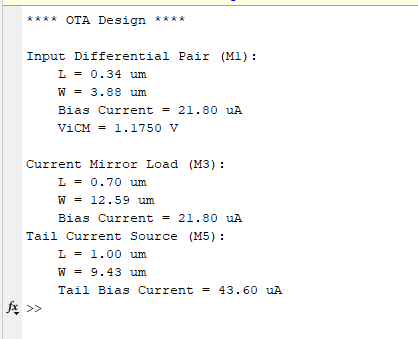 **** OTA Design ****
Input Differential Pair (M1):
L = 0.34 um
W = 3.88 um
Bias Current = 21.80 uA
ViCM = 1.1750 V
Current Mirror Load (M3):
L = 0.70 um
W = 12.59 um
Bias Current = 21.80 uA
Tail Current Source (M5):
L = 1.00 um
W = 9.43 um
Tail Bias Current = 43.60 uA
fx >>